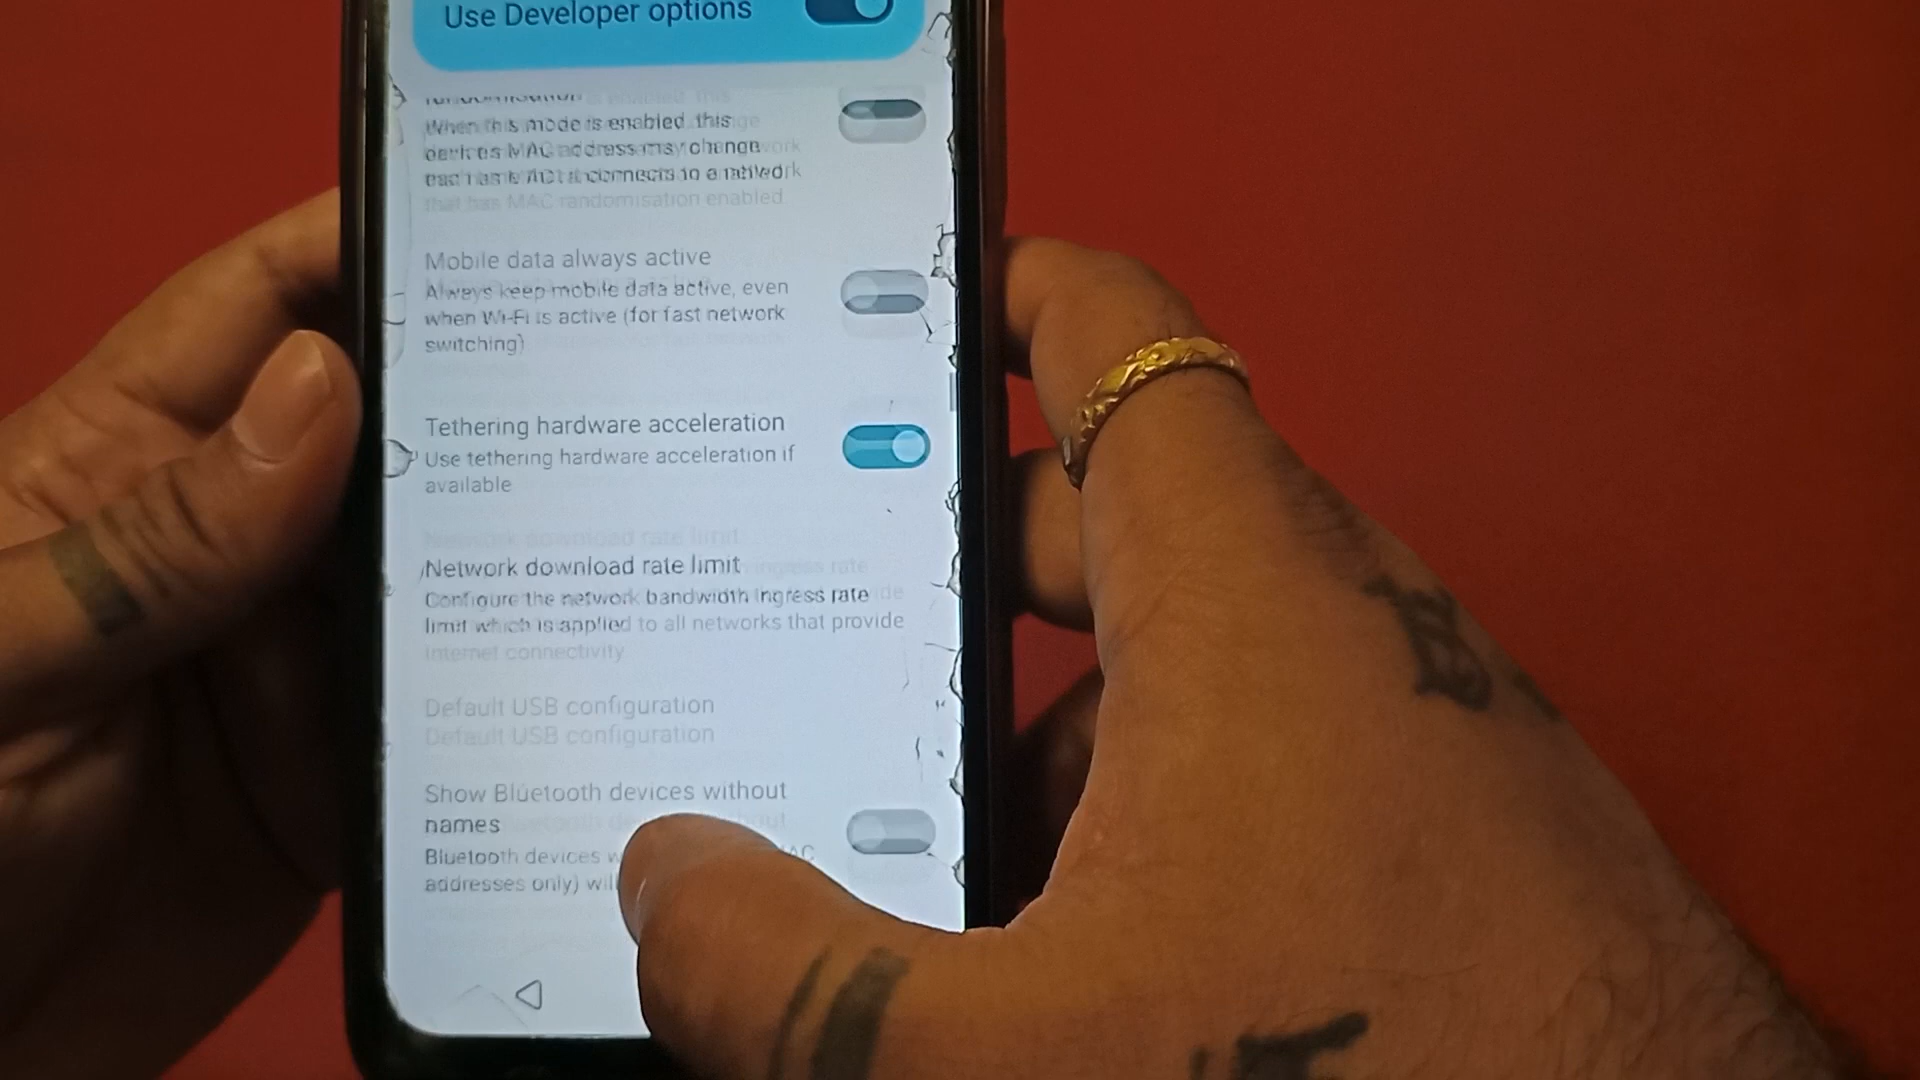 Use Developer options
When this mode is enabled, this
device's MAC address may change
each time it connects to a network
that has MAC randomisation enabled.
Mobile data always active
Always keep mobile data active, even
when Wi-Fi is active (for fast network
switching)
Tethering hardware acceleration
Use tethering hardware acceleration if
available
Network download rate limit
Configure the network bandwidth ingress rate
limit which is applied to all networks that provide
Internet connectivity
Default USB configuration
Show Bluetooth devices without
names
Bluetooth devices
addresses only) will